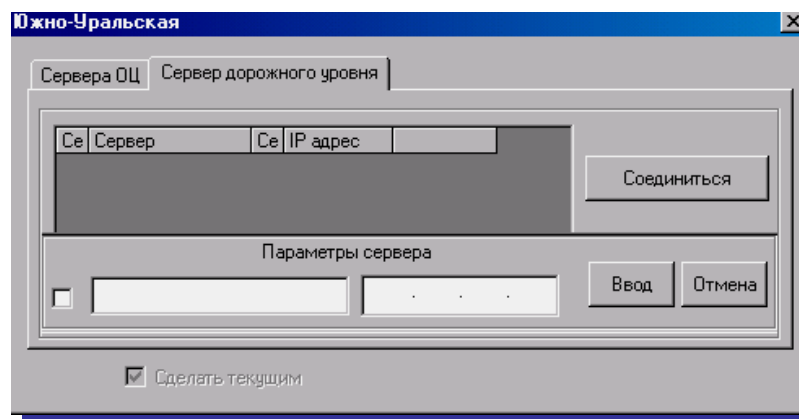 Южно-Уральская
Сервера ОЦ Сервер дорожного уровня
Се Сервер Се IP адрес
Соединиться
Параметры сервера
Ввод Отмена
Сделать текущим